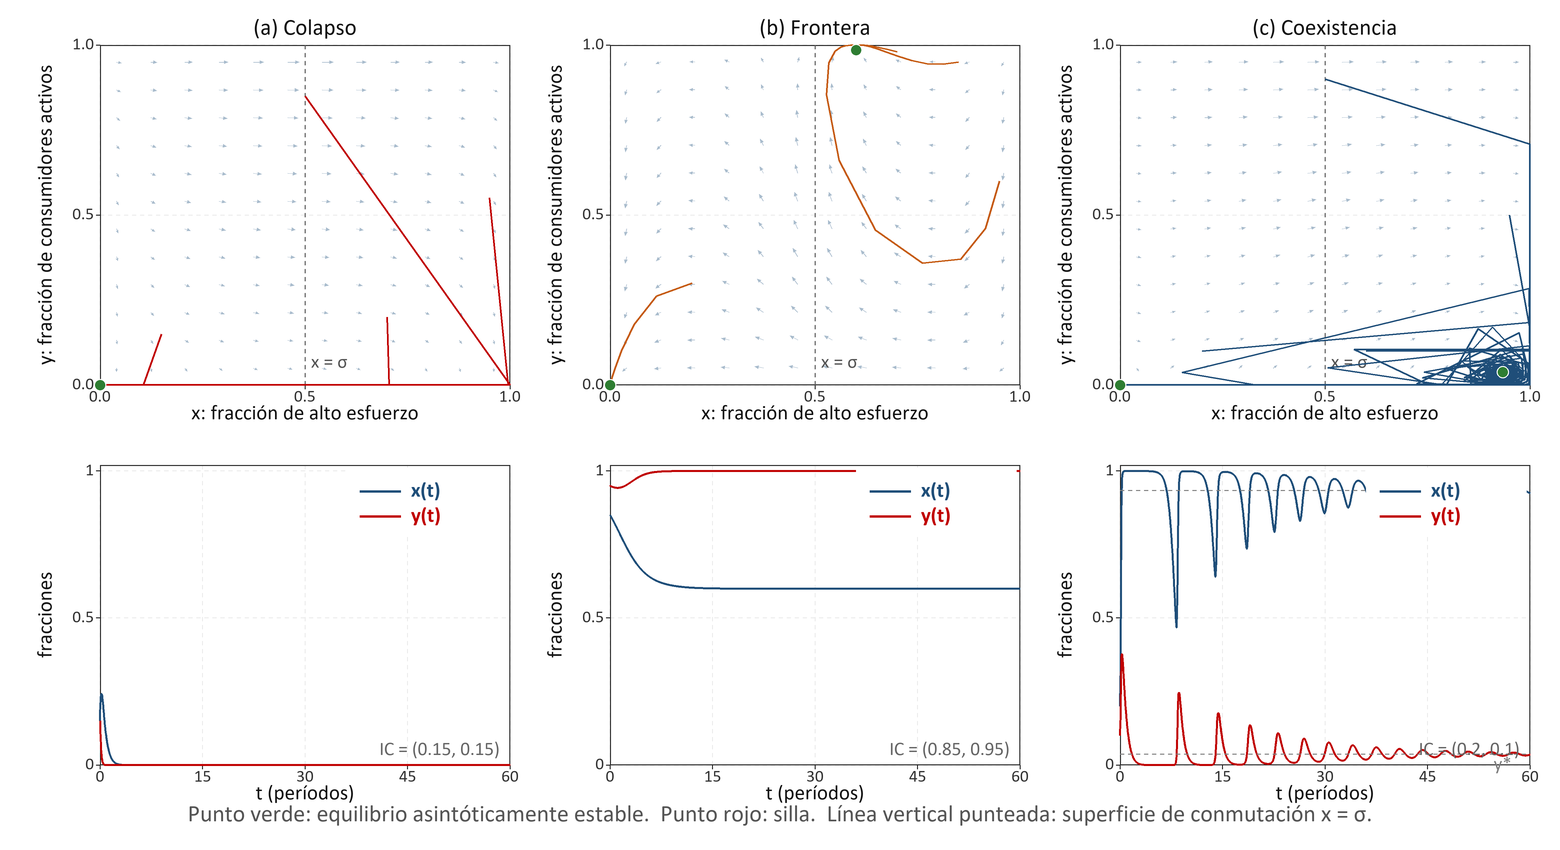 (a) Colapso
(b) Frontera
(c) Coexistencia
y: fracción de consumidores activos
1.0
0.5
0.0
x = σ
0.0
0.5
1.0
x: fracción de alto esfuerzo
y: fracción de consumidores activos
1.0
0.5
0.0
x = σ
0.0
0.5
1.0
x: fracción de alto esfuerzo
y: fracción de consumidores activos
1.0
0.5
0.0
x = σ
0.0
0.5
1.0
x: fracción de alto esfuerzo
fracciones
1
0.5
0
x(t)
y(t)
IC = (0.15, 0.15)
0
15
30
45
60
t (períodos)
fracciones
1
0.5
0
x(t)
y(t)
IC = (0.85, 0.95)
0
15
30
45
60
t (períodos)
fracciones
1
0.5
0
x(t)
y(t)
IC = (0.2, 0.1)
y*
0
15
30
45
60
t (períodos)
Punto verde: equilibrio asintóticamente estable. Punto rojo: silla. Línea vertical punteada: superficie de conmutación x = σ.